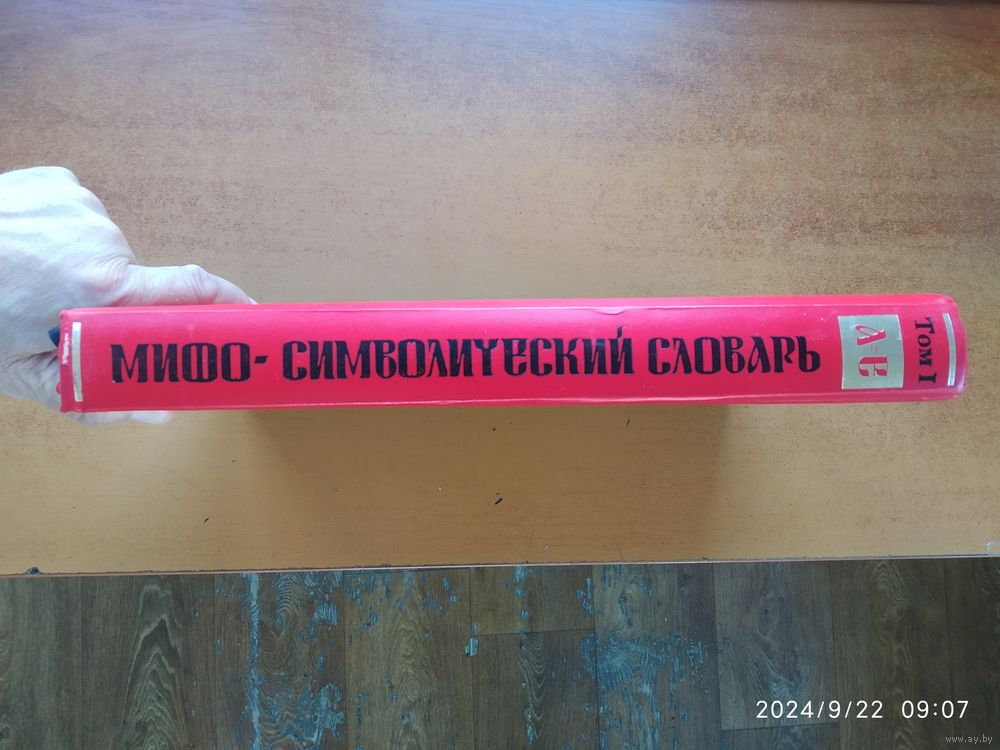 МИФО-СИМВОЛИЧЕСКИЙ СЛОВАРЬ
А-Е
Том I
2024/9/22 09:07
www.ay.by